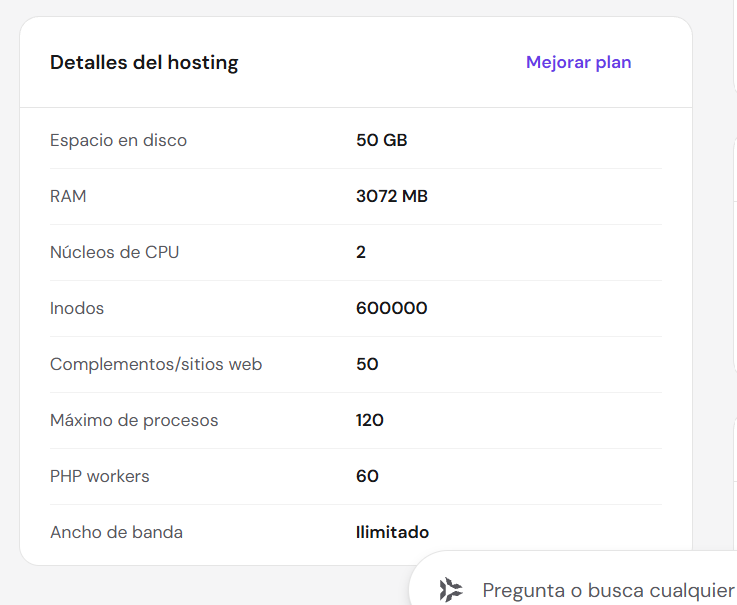 Detalles del hosting
Mejorar plan
Espacio en disco 50 GB
RAM 3072 MB
Núcleos de CPU 2
Inodos 600000
Complementos/sitios web 50
Máximo de procesos 120
PHP workers 60
Ancho de banda Ilimitado
Pregunta o busca cualquier